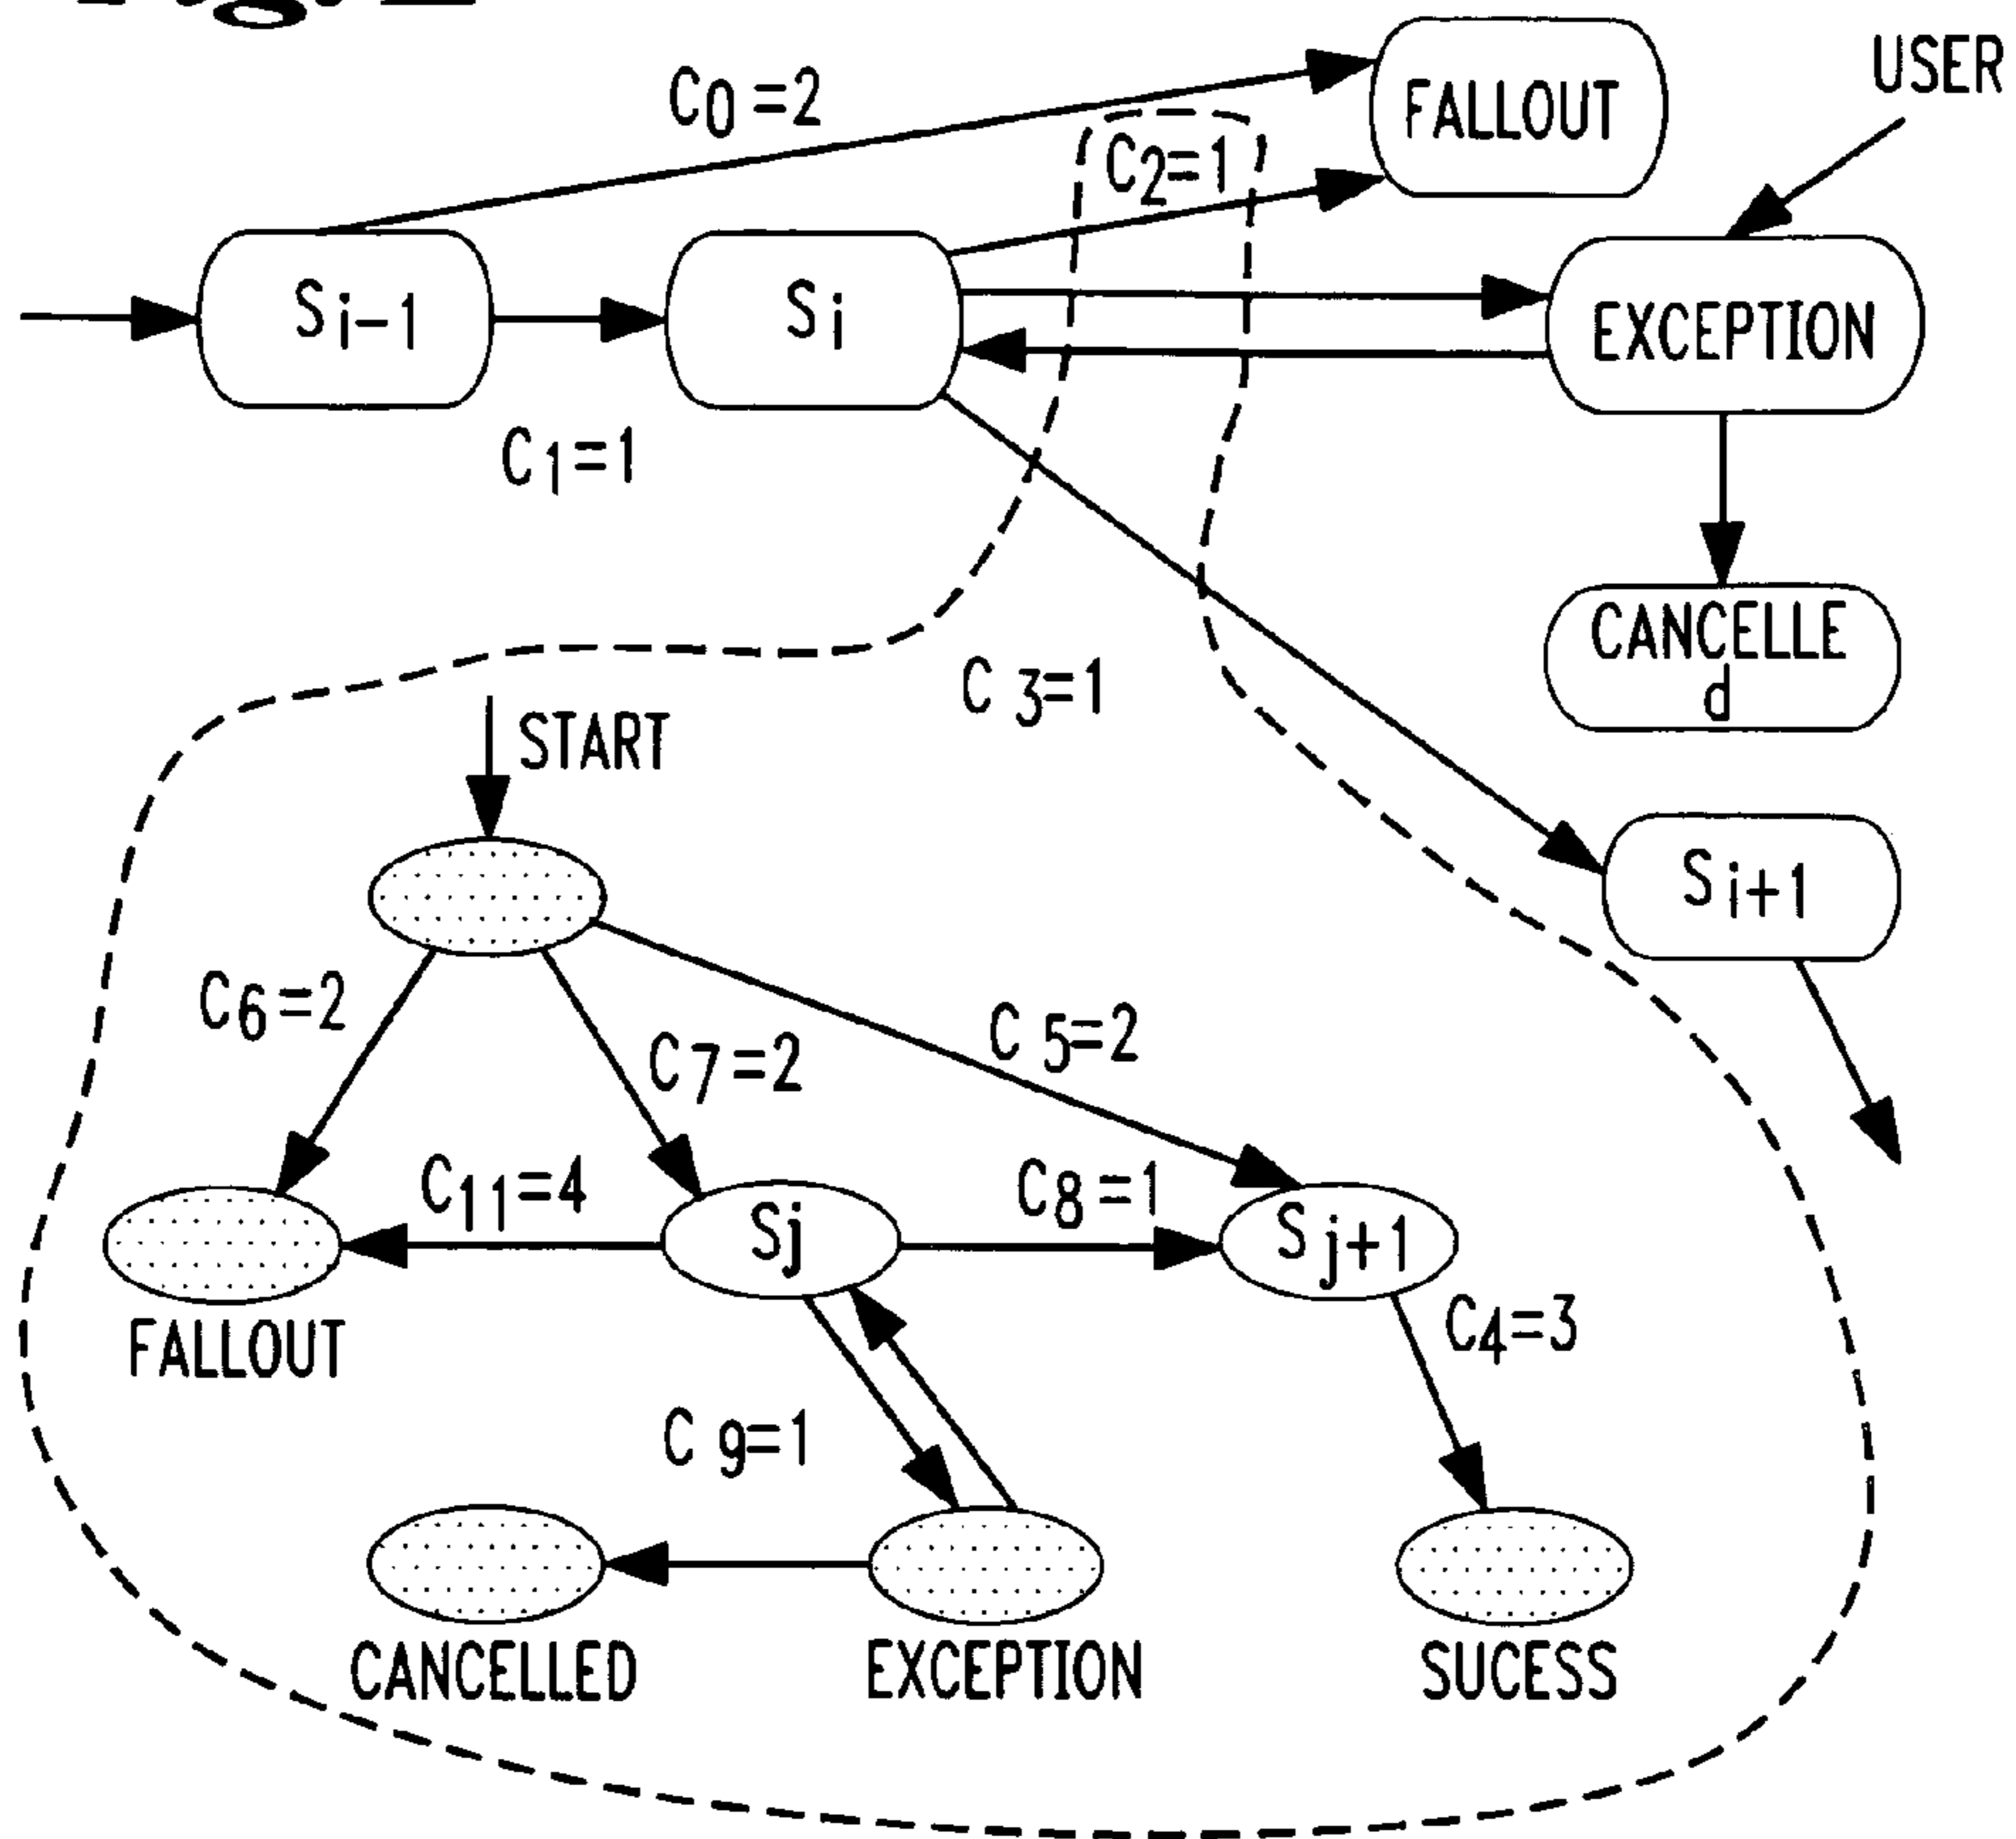 C0 =2
FALLOUT
USER
C2=1
Si-1
Si
EXCEPTION
C1=1
CANCELLE
d
C 3=1
START
Si+1
C6=2
C7=2
C 5=2
C11=4
C8=1
Sj
Sj+1
FALLOUT
C4=3
C 9=1
CANCELLED
EXCEPTION
SUCESS